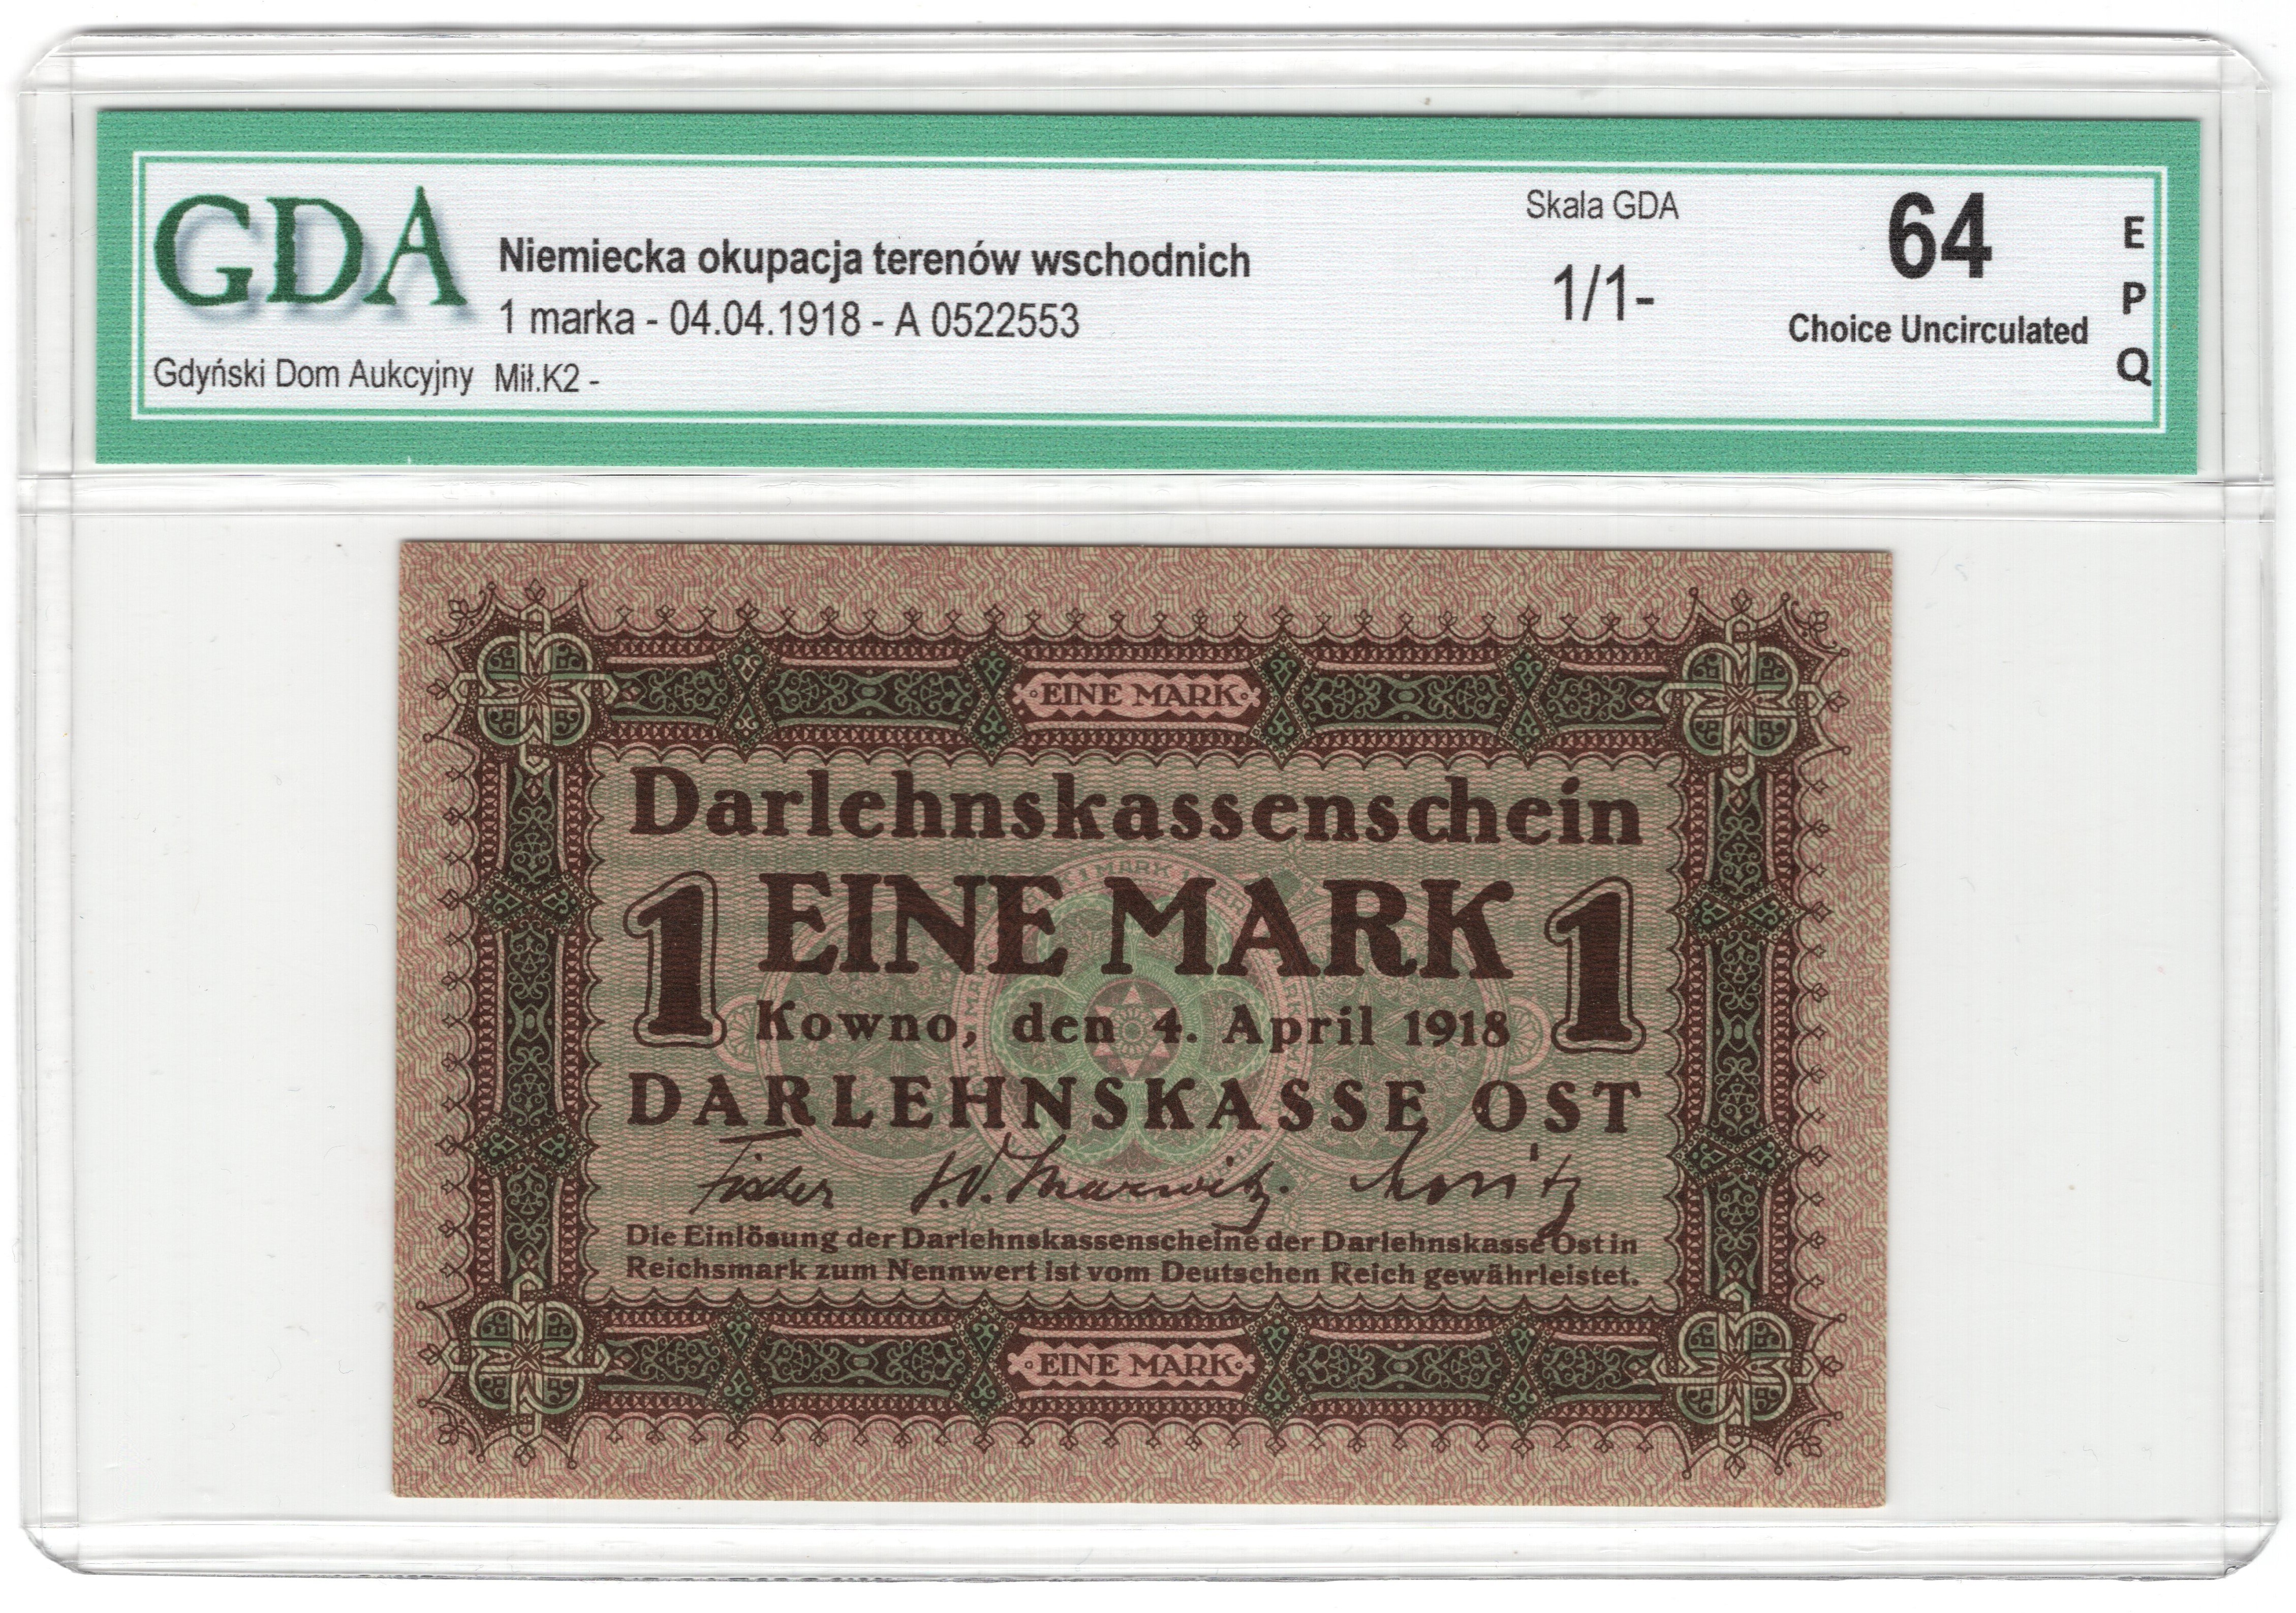 GDA
Gdyński Dom Aukcyjny
Niemiecka okupacja terenów wschodnich
1 marka - 04.04.1918 - A 0522553
Mił.K2 -
Skala GDA
1/1-
64
Choice Uncirculated
E
P
Q
EINE MARK
Darlehnskassenschein
1 EINE MARK 1
Kowno, den 4. April 1918
DARLEHNSKASSE OST
Fischer
Die Einlösung der Darlehnskassenscheine der Darlehnskasse Ost in
Reichsmark zum Nennwert ist vom Deutschen Reich gewährleistet.
EINE MARK